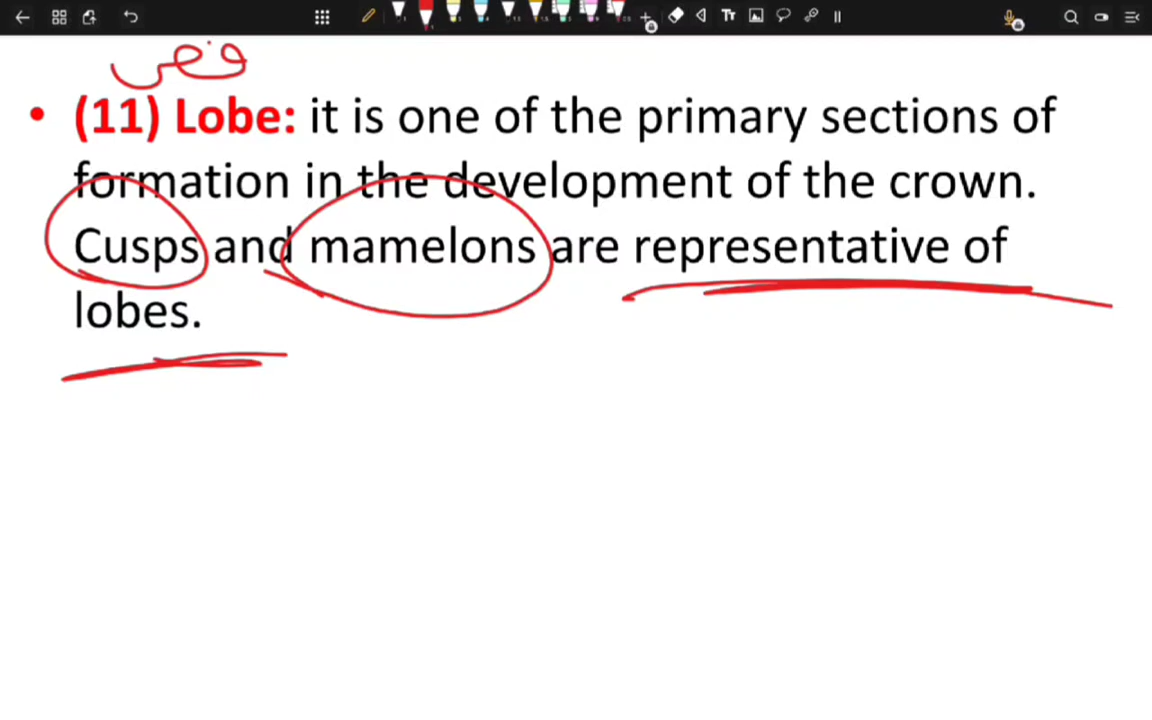 فص
• (11) Lobe: it is one of the primary sections of
formation in the development of the crown.
Cusps and mamelons are representative of
lobes.